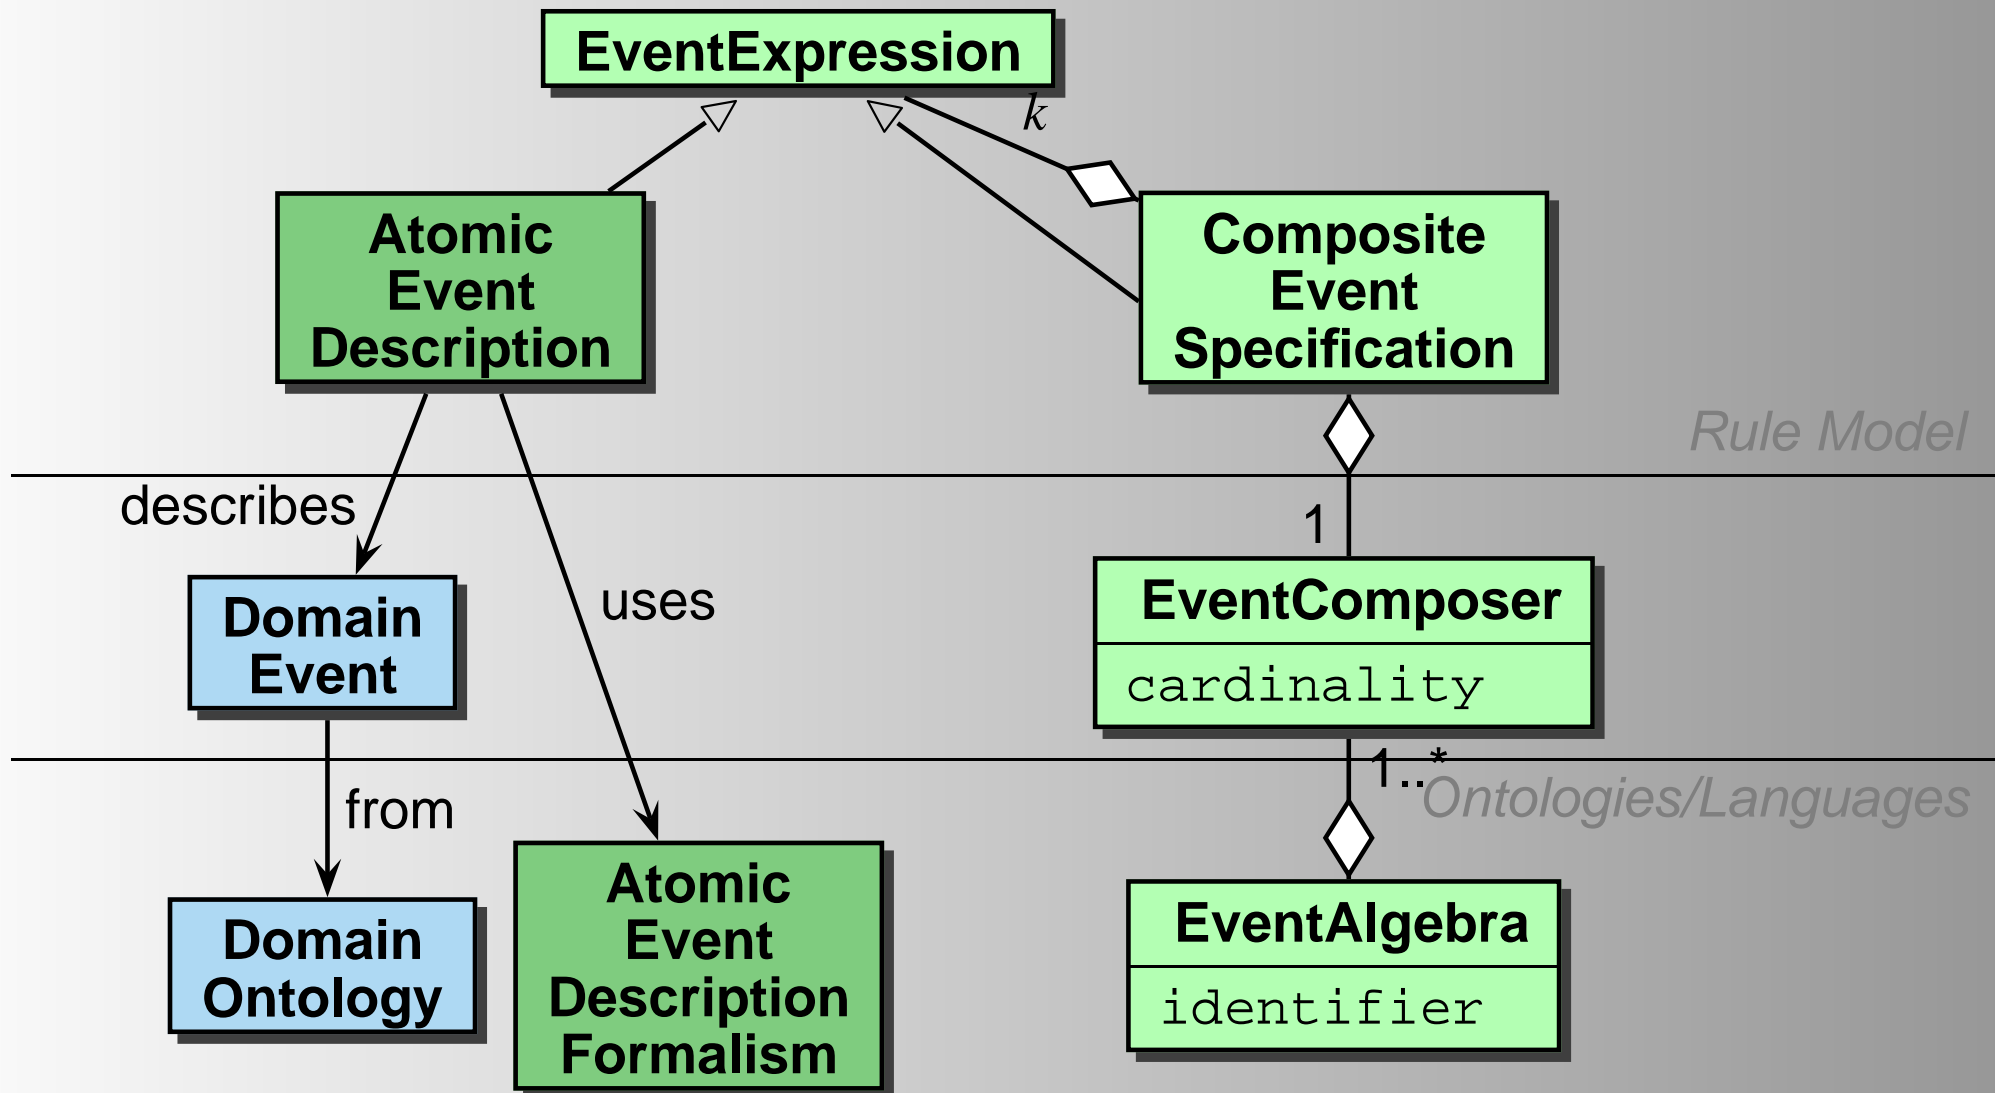 EventExpression
k
Atomic
Event
Description
Composite
Event
Specification
Rule Model
describes
1
uses
Domain
Event
EventComposer
cardinality
1..*
Ontologies/Languages
from
Domain
Ontology
Atomic
Event
Description
Formalism
EventAlgebra
identifier